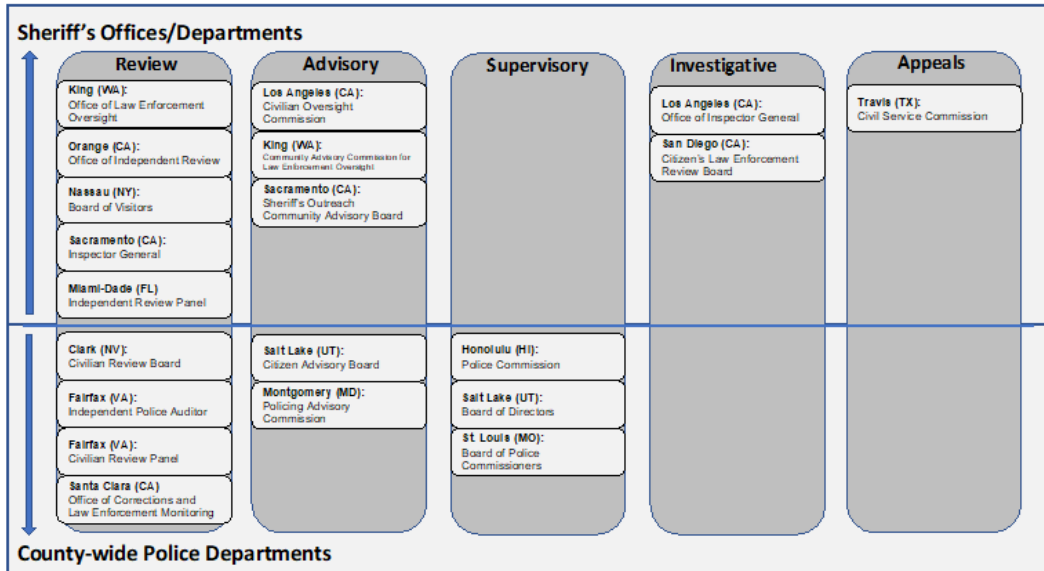 Sheriff's Offices/Departments
Review
King (WA):
Office of Law Enforcement
Oversight
Orange (CA):
Office of Independent Review
Nassau (NY):
Board of Visitors
Sacramento (CA):
Inspector General
Miami-Dade (FL)
Independent Review Panel
Clark (NV):
Civilian Review Board
Fairfax (VA):
Independent Police Auditor
Fairfax (VA):
Civilian Review Panel
Santa Clara (CA)
Office of Corrections and
Law Enforcement Monitoring
Advisory
Los Angeles (CA):
Civilian Oversight
Commission
King (WA):
Community Advisory Commission for
Law Enforcement Oversight
Sacramento (CA):
Sheriff's Outreach
Community Advisory Board
Salt Lake (UT):
Citizen Advisory Board
Montgomery (MD):
Policing Advisory
Commission
Supervisory
Honolulu (HI):
Police Commission
Salt Lake (UT):
Board of Directors
St. Louis (MO):
Board of Police
Commissioners
Investigative
Los Angeles (CA):
Office of Inspector General
San Diego (CA):
Citizen's Law Enforcement
Review Board
Appeals
Travis (TX):
Civil Service Commission
County-wide Police Departments